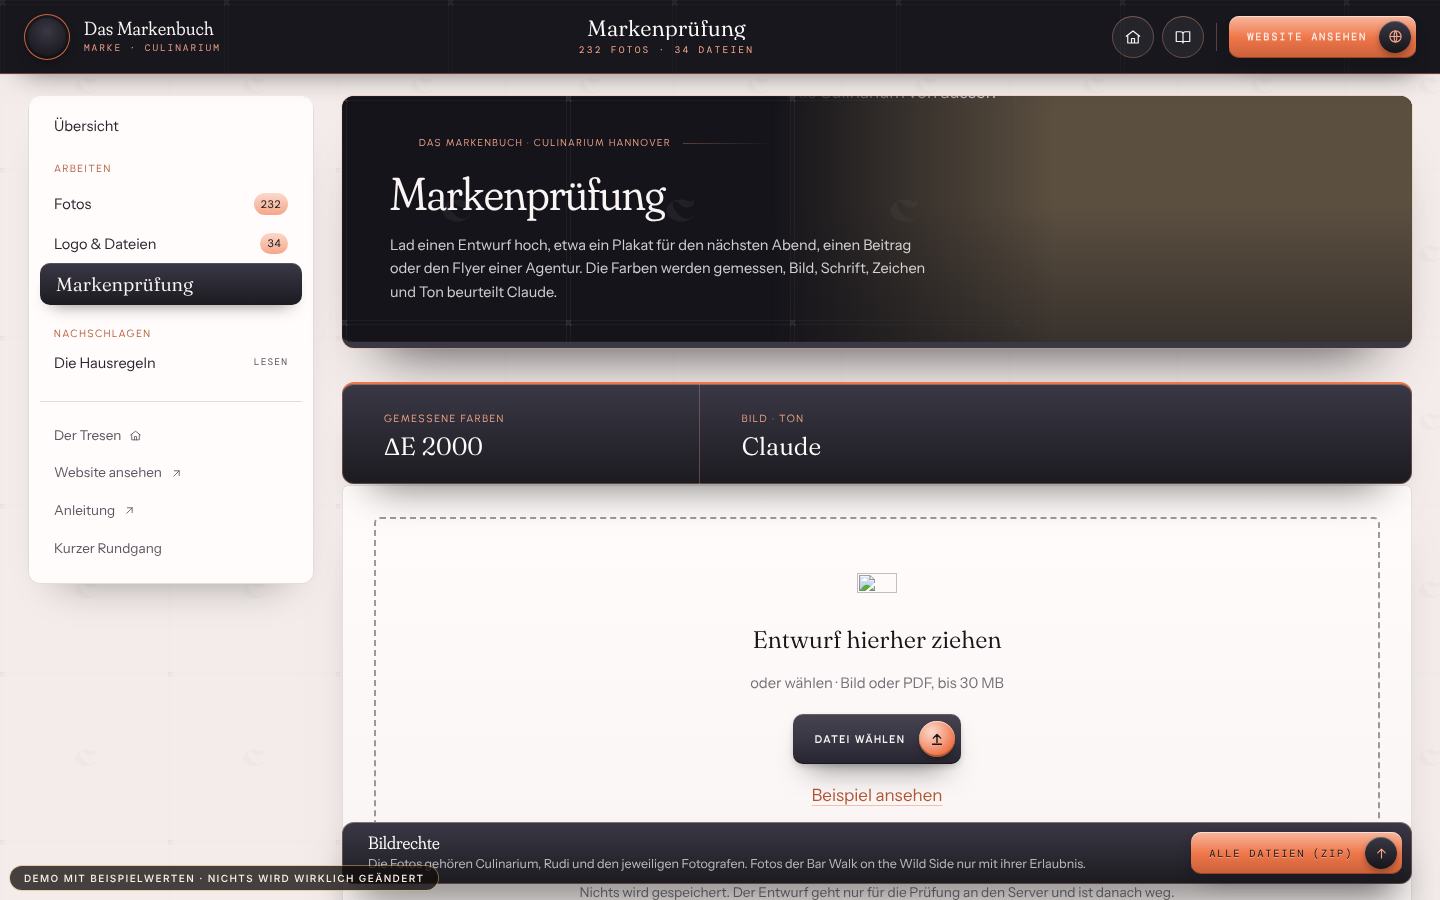 Das Markenbuch
MARKE · CULINARIUM
Markenprüfung
232 FOTOS · 34 DATEIEN
WEBSITE ANSEHEN
Übersicht
ARBEITEN
Fotos
232
Logo & Dateien
34
Markenprüfung
NACHSCHLAGEN
Die Hausregeln
LESEN
Der Tresen
Website ansehen
Anleitung
Kurzer Rundgang
DAS MARKENBUCH · CULINARIUM HANNOVER
Markenprüfung
Lad einen Entwurf hoch, etwa ein Plakat für den nächsten Abend, einen Beitrag
oder den Flyer einer Agentur. Die Farben werden gemessen, Bild, Schrift, Zeichen
und Ton beurteilt Claude.
GEMESSENE FARBEN
ΔE 2000
BILD · TON
Claude
Entwurf hierher ziehen
oder wählen · Bild oder PDF, bis 30 MB
DATEI WÄHLEN
Beispiel ansehen
Bildrechte
Die Fotos gehören Culinarium, Rudi und den jeweiligen Fotografen. Fotos der Bar Walk on the Wild Side nur mit ihrer Erlaubnis.
ALLE DATEIEN (ZIP)
DEMO MIT BEISPIELWERTEN · NICHTS WIRD WIRKLICH GEÄNDERT
Nichts wird gespeichert. Der Entwurf geht nur für die Prüfung an den Server und ist danach weg.